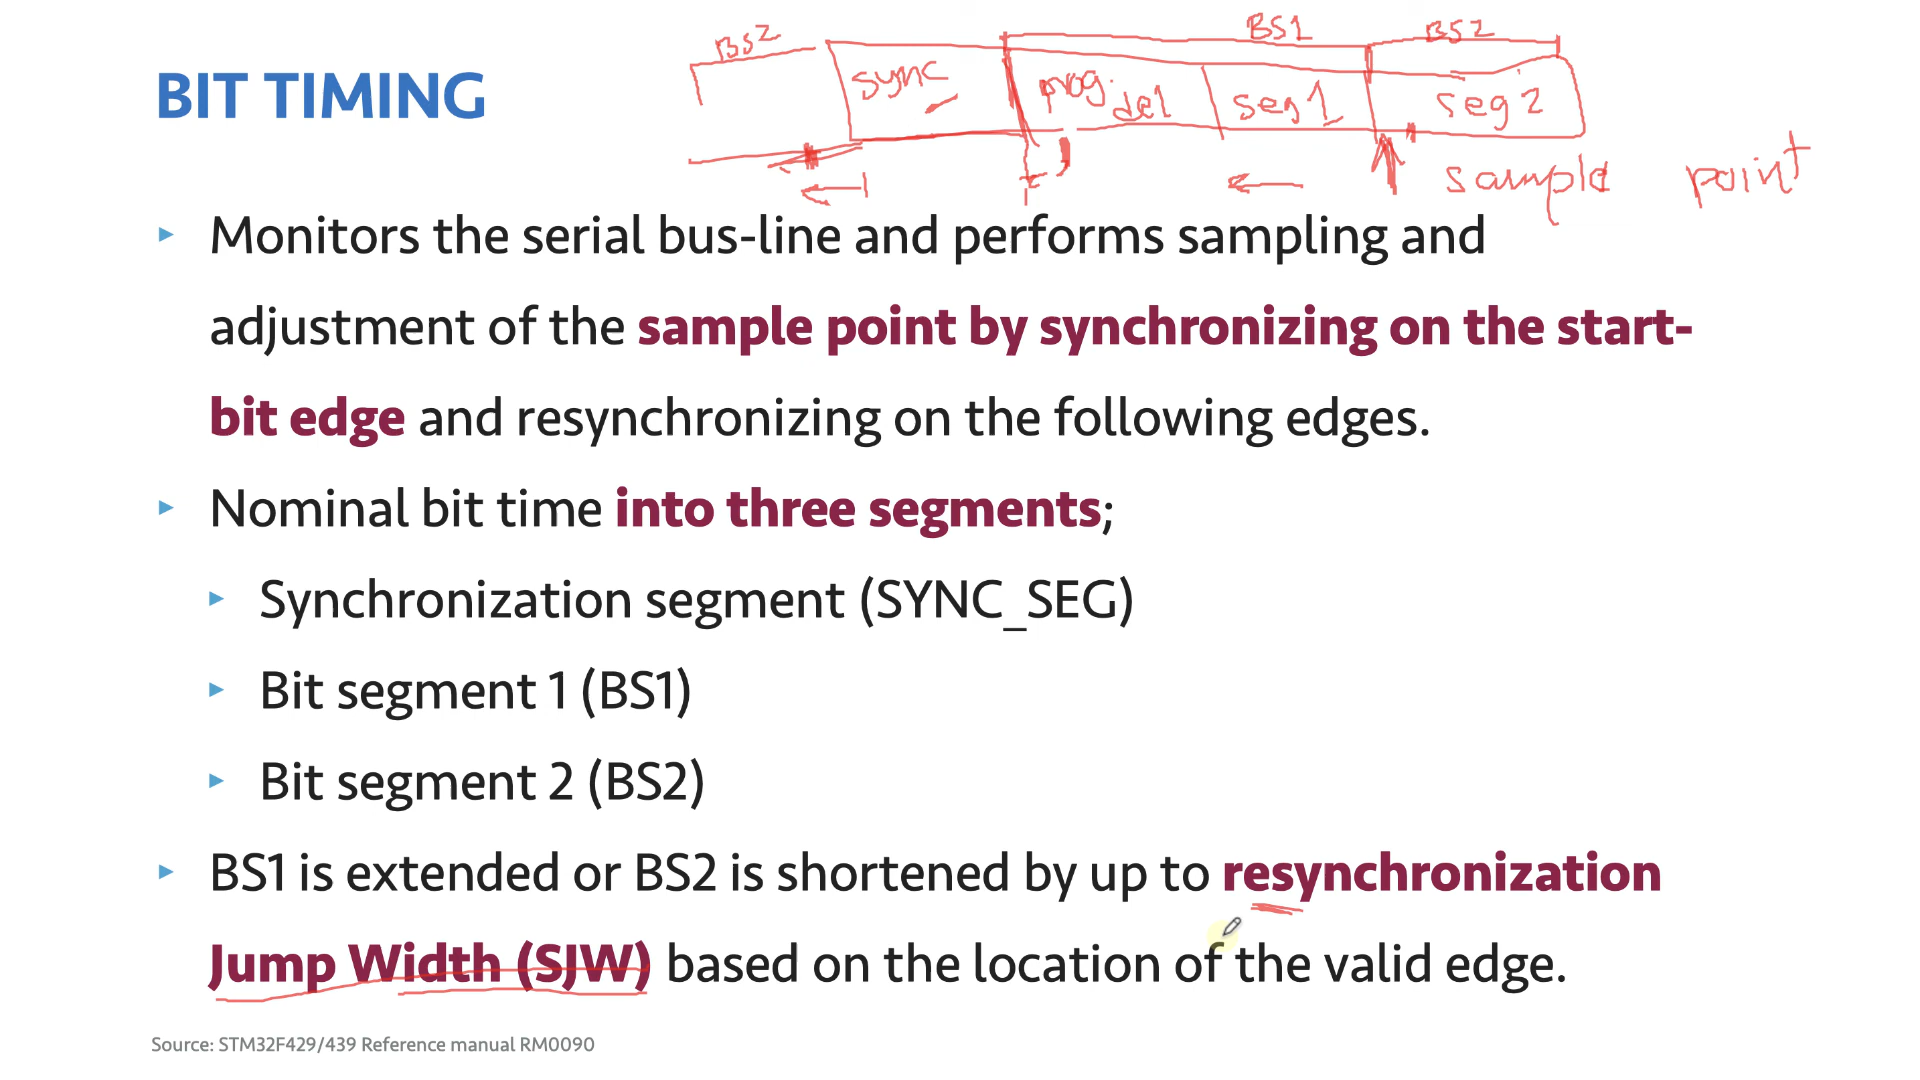 BS2
BS1
BS2
sync
prog. del
seg 1
seg 2
sample point
BIT TIMING
Monitors the serial bus-line and performs sampling and
adjustment of the sample point by synchronizing on the start-
bit edge and resynchronizing on the following edges.
Nominal bit time into three segments;
Synchronization segment (SYNC_SEG)
Bit segment 1 (BS1)
Bit segment 2 (BS2)
BS1 is extended or BS2 is shortened by up to resynchronization
Jump Width (SJW) based on the location of the valid edge.
Source: STM32F429/439 Reference manual RM0090